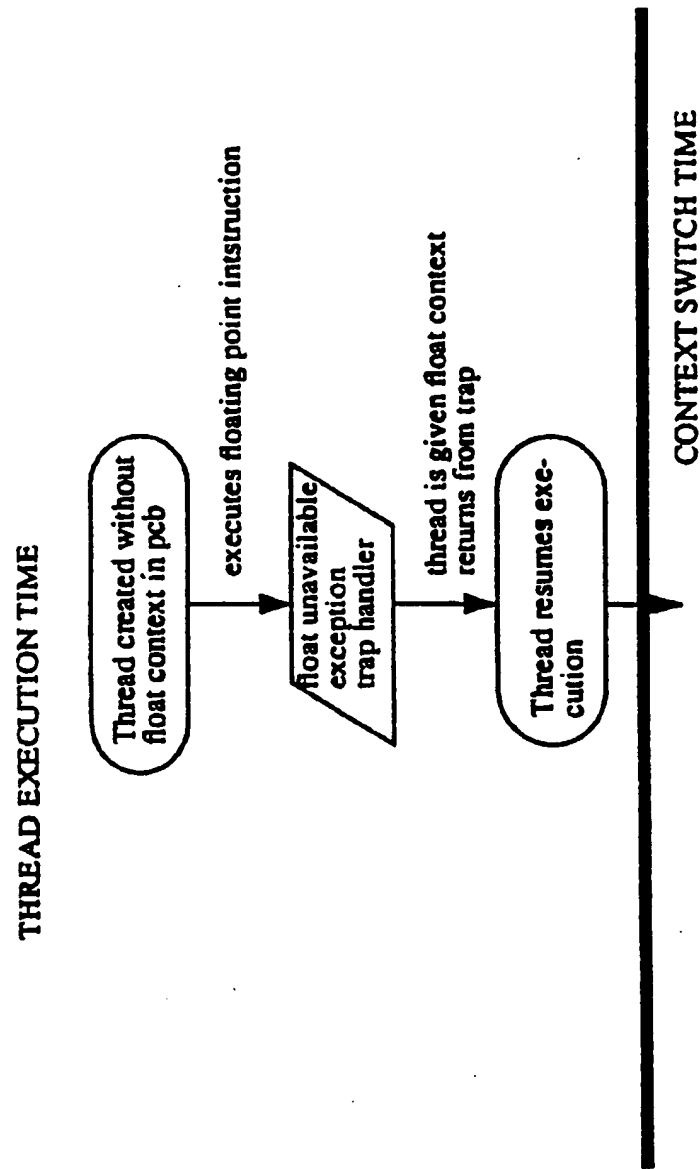 THREAD EXECUTION TIME
Thread created without
float context in pcb
executes floating point intstruction
float unavailable
exception
trap handler
thread is given float context
returns from trap
Thread resumes exe-
cution
CONTEXT SWITCH TIME